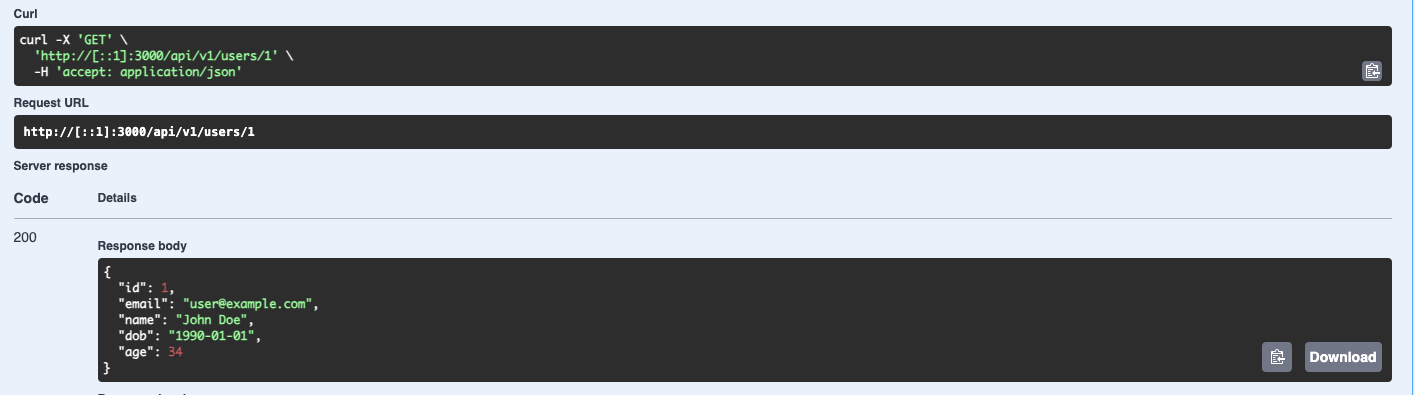 Curl
curl -X 'GET' \
  'http://[::1]:3000/api/v1/users/1' \
  -H 'accept: application/json'
Request URL
http://[::1]:3000/api/v1/users/1
Server response
Code Details
200
Response body
{
  "id": 1,
  "email": "user@example.com",
  "name": "John Doe",
  "dob": "1990-01-01",
  "age": 34
}
Download